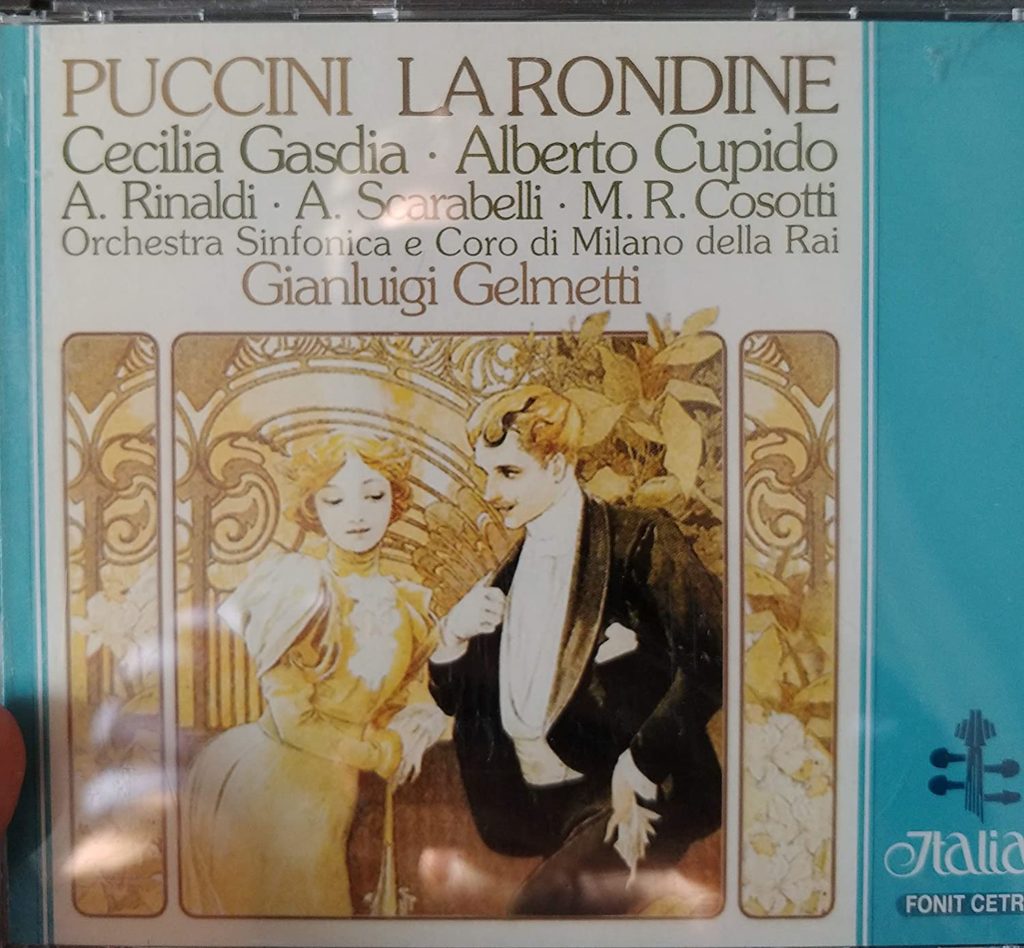 PUCCINI LA RONDINE
Cecilia Gasdia · Alberto Cupido
A. Rinaldi · A. Scarabelli · M. R. Cosotti
Orchestra Sinfonica e Coro di Milano della Rai
Gianluigi Gelmetti
Italia
FONIT CETR